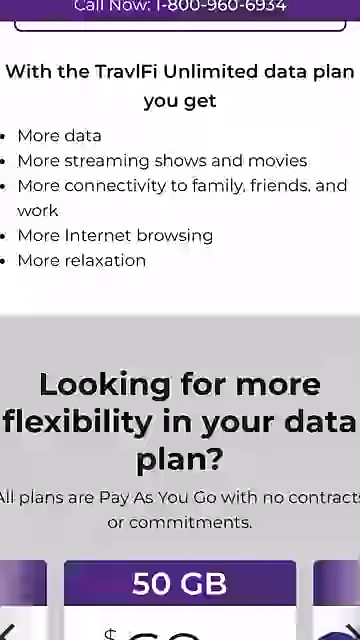 Call Now: 1-800-960-6934
With the TravlFi Unlimited data plan
you get
• More data
• More streaming shows and movies
• More connectivity to family, friends, and
work
• More Internet browsing
• More relaxation
Looking for more
flexibility in your data
plan?
All plans are Pay As You Go with no contracts
or commitments.
50 GB
$